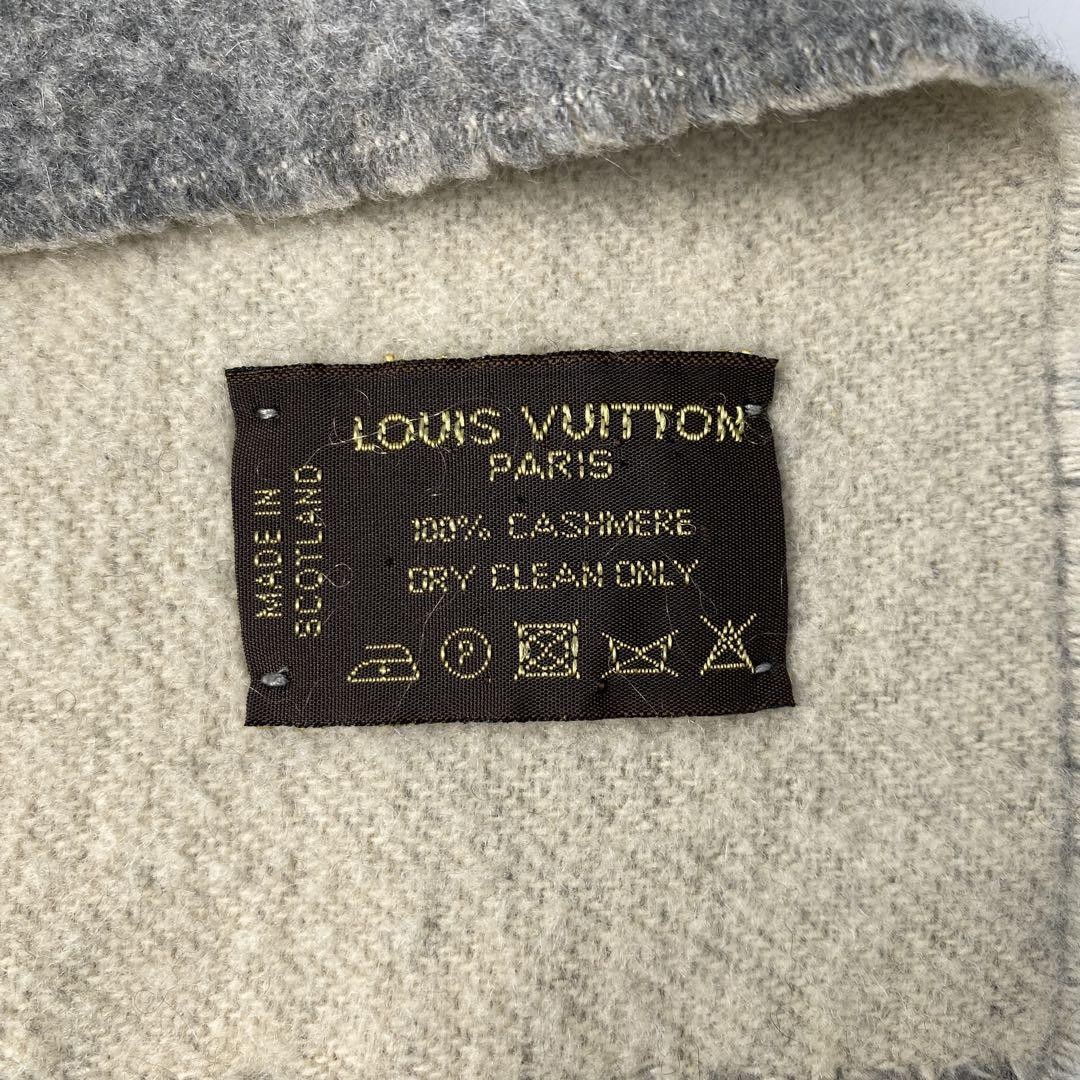 LOUIS VUITTON
PARIS
100% CASHMERE
DRY CLEAN ONLY
MADE IN
SCOTLAND
P